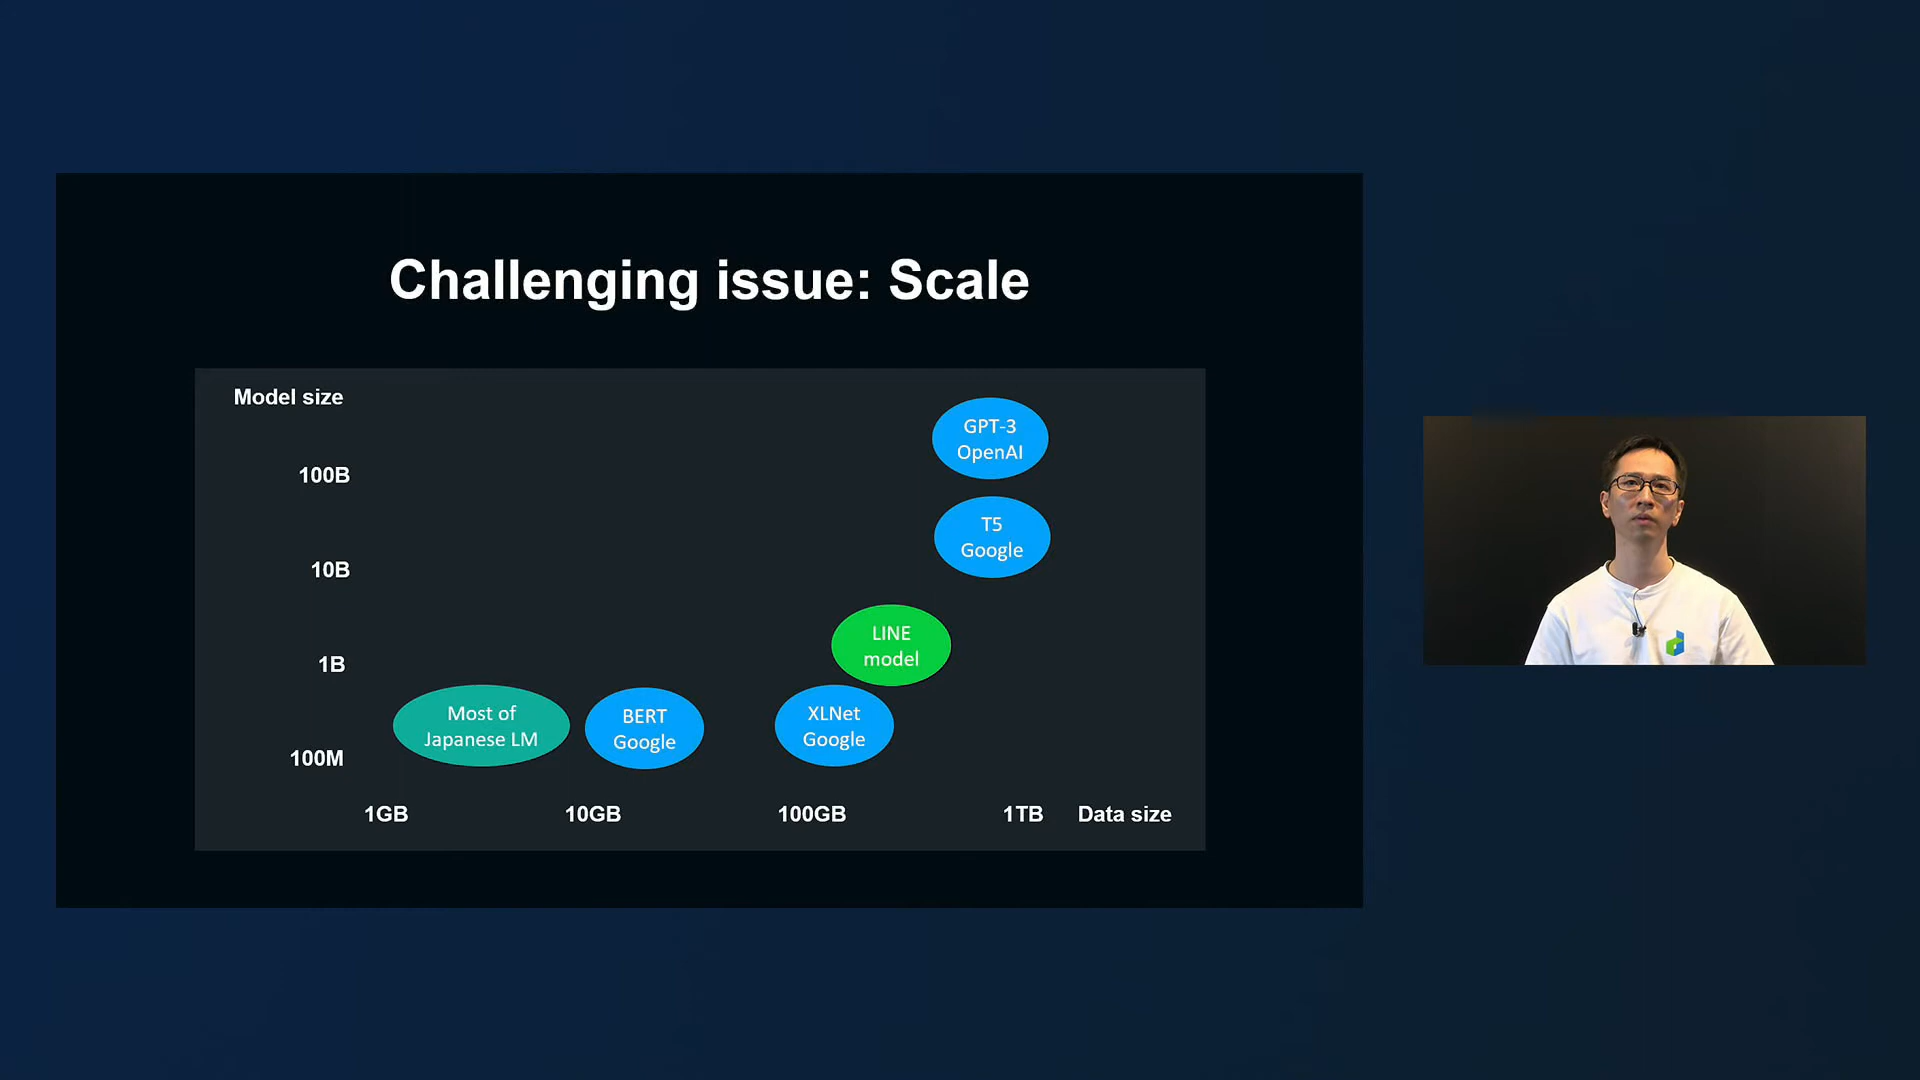 Challenging issue: Scale
Model size
100B
10B
1B
100M
GPT-3
OpenAI
T5
Google
LINE
model
Most of
Japanese LM
BERT
Google
XLNet
Google
1GB
10GB
100GB
1TB
Data size